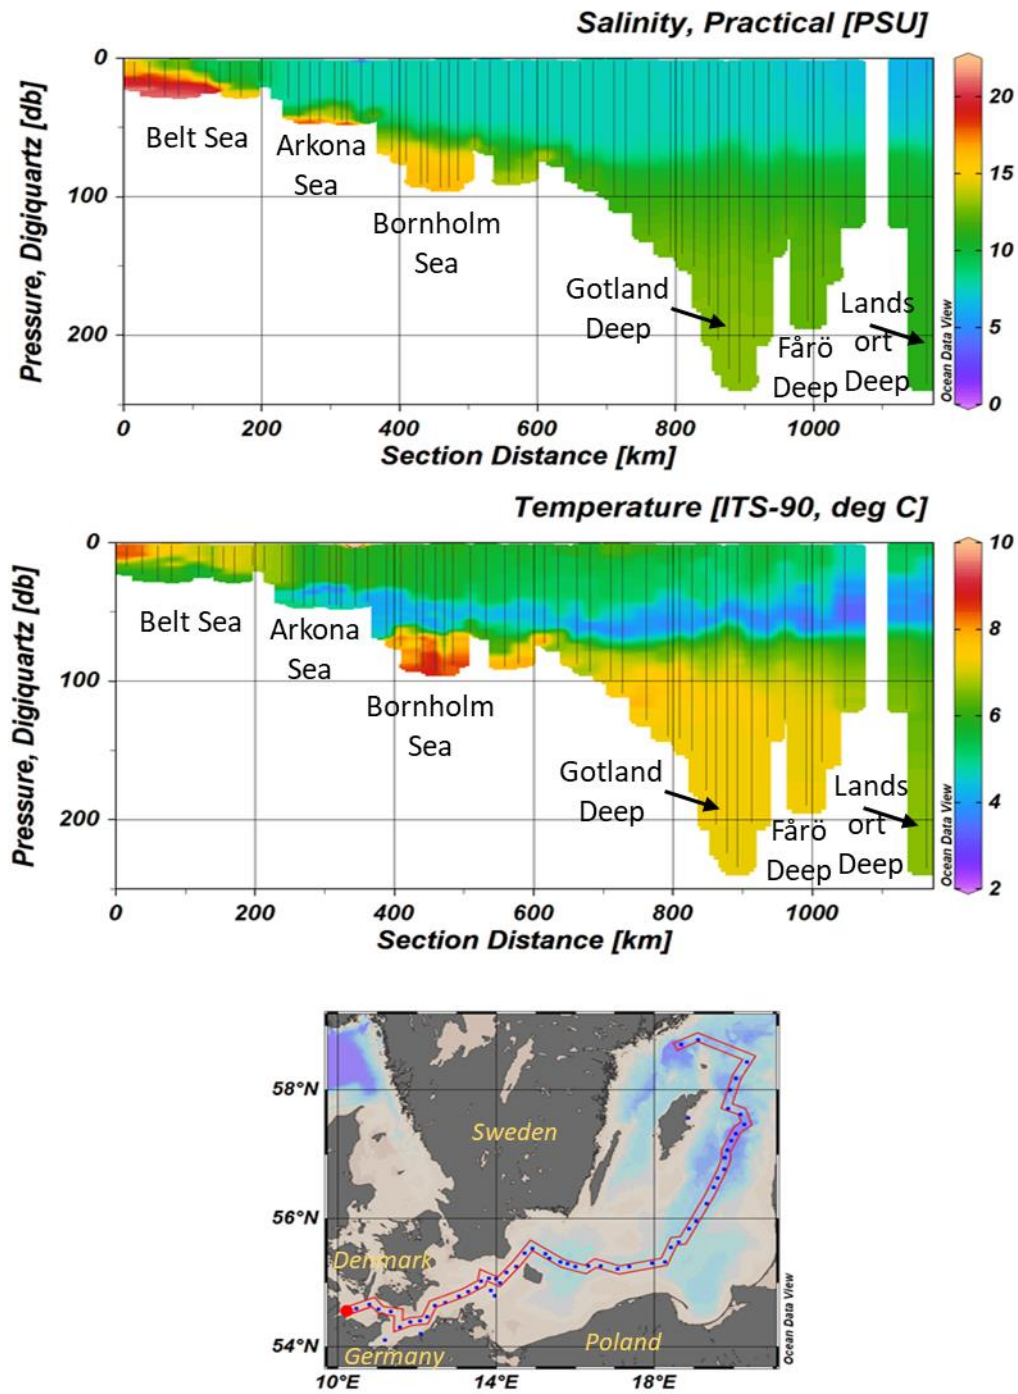 Salinity, Practical [PSU]
Pressure, Digiquartz [db]
0
100
200
Belt Sea
Arkona
Sea
Bornholm
Sea
Gotland
Deep
Fårö
Deep
Lands
ort
Deep
20
15
10
5
0
Ocean Data View
0 200 400 600 800 1000
Section Distance [km]
Temperature [ITS-90, deg C]
Pressure, Digiquartz [db]
0
100
200
Belt Sea
Arkona
Sea
Bornholm
Sea
Gotland
Deep
Fårö
Deep
Lands
ort
Deep
10
8
6
4
2
Ocean Data View
0 200 400 600 800 1000
Section Distance [km]
58°N
56°N
54°N
Sweden
Denmark
Germany
Poland
Ocean Data View
10°E 14°E 18°E